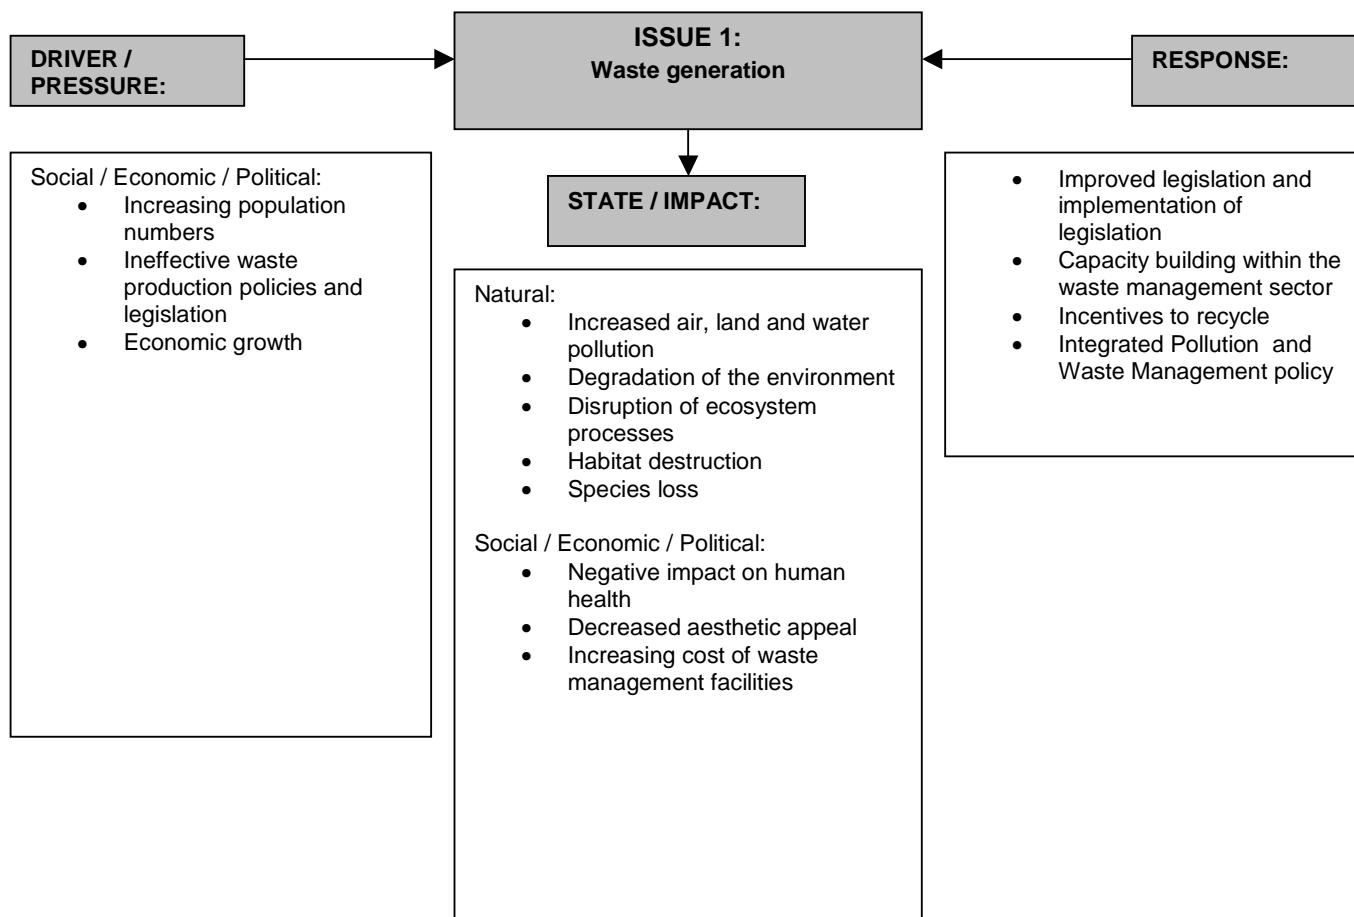 DRIVER /
PRESSURE:
ISSUE 1:
Waste generation
RESPONSE:
Social / Economic / Political:
• Increasing population
numbers
• Ineffective waste
production policies and
legislation
• Economic growth
STATE / IMPACT:
Natural:
• Increased air, land and water
pollution
• Degradation of the environment
• Disruption of ecosystem
processes
• Habitat destruction
• Species loss
Social / Economic / Political:
• Negative impact on human
health
• Decreased aesthetic appeal
• Increasing cost of waste
management facilities
• Improved legislation and
implementation of
legislation
• Capacity building within the
waste management sector
• Incentives to recycle
• Integrated Pollution and
Waste Management policy